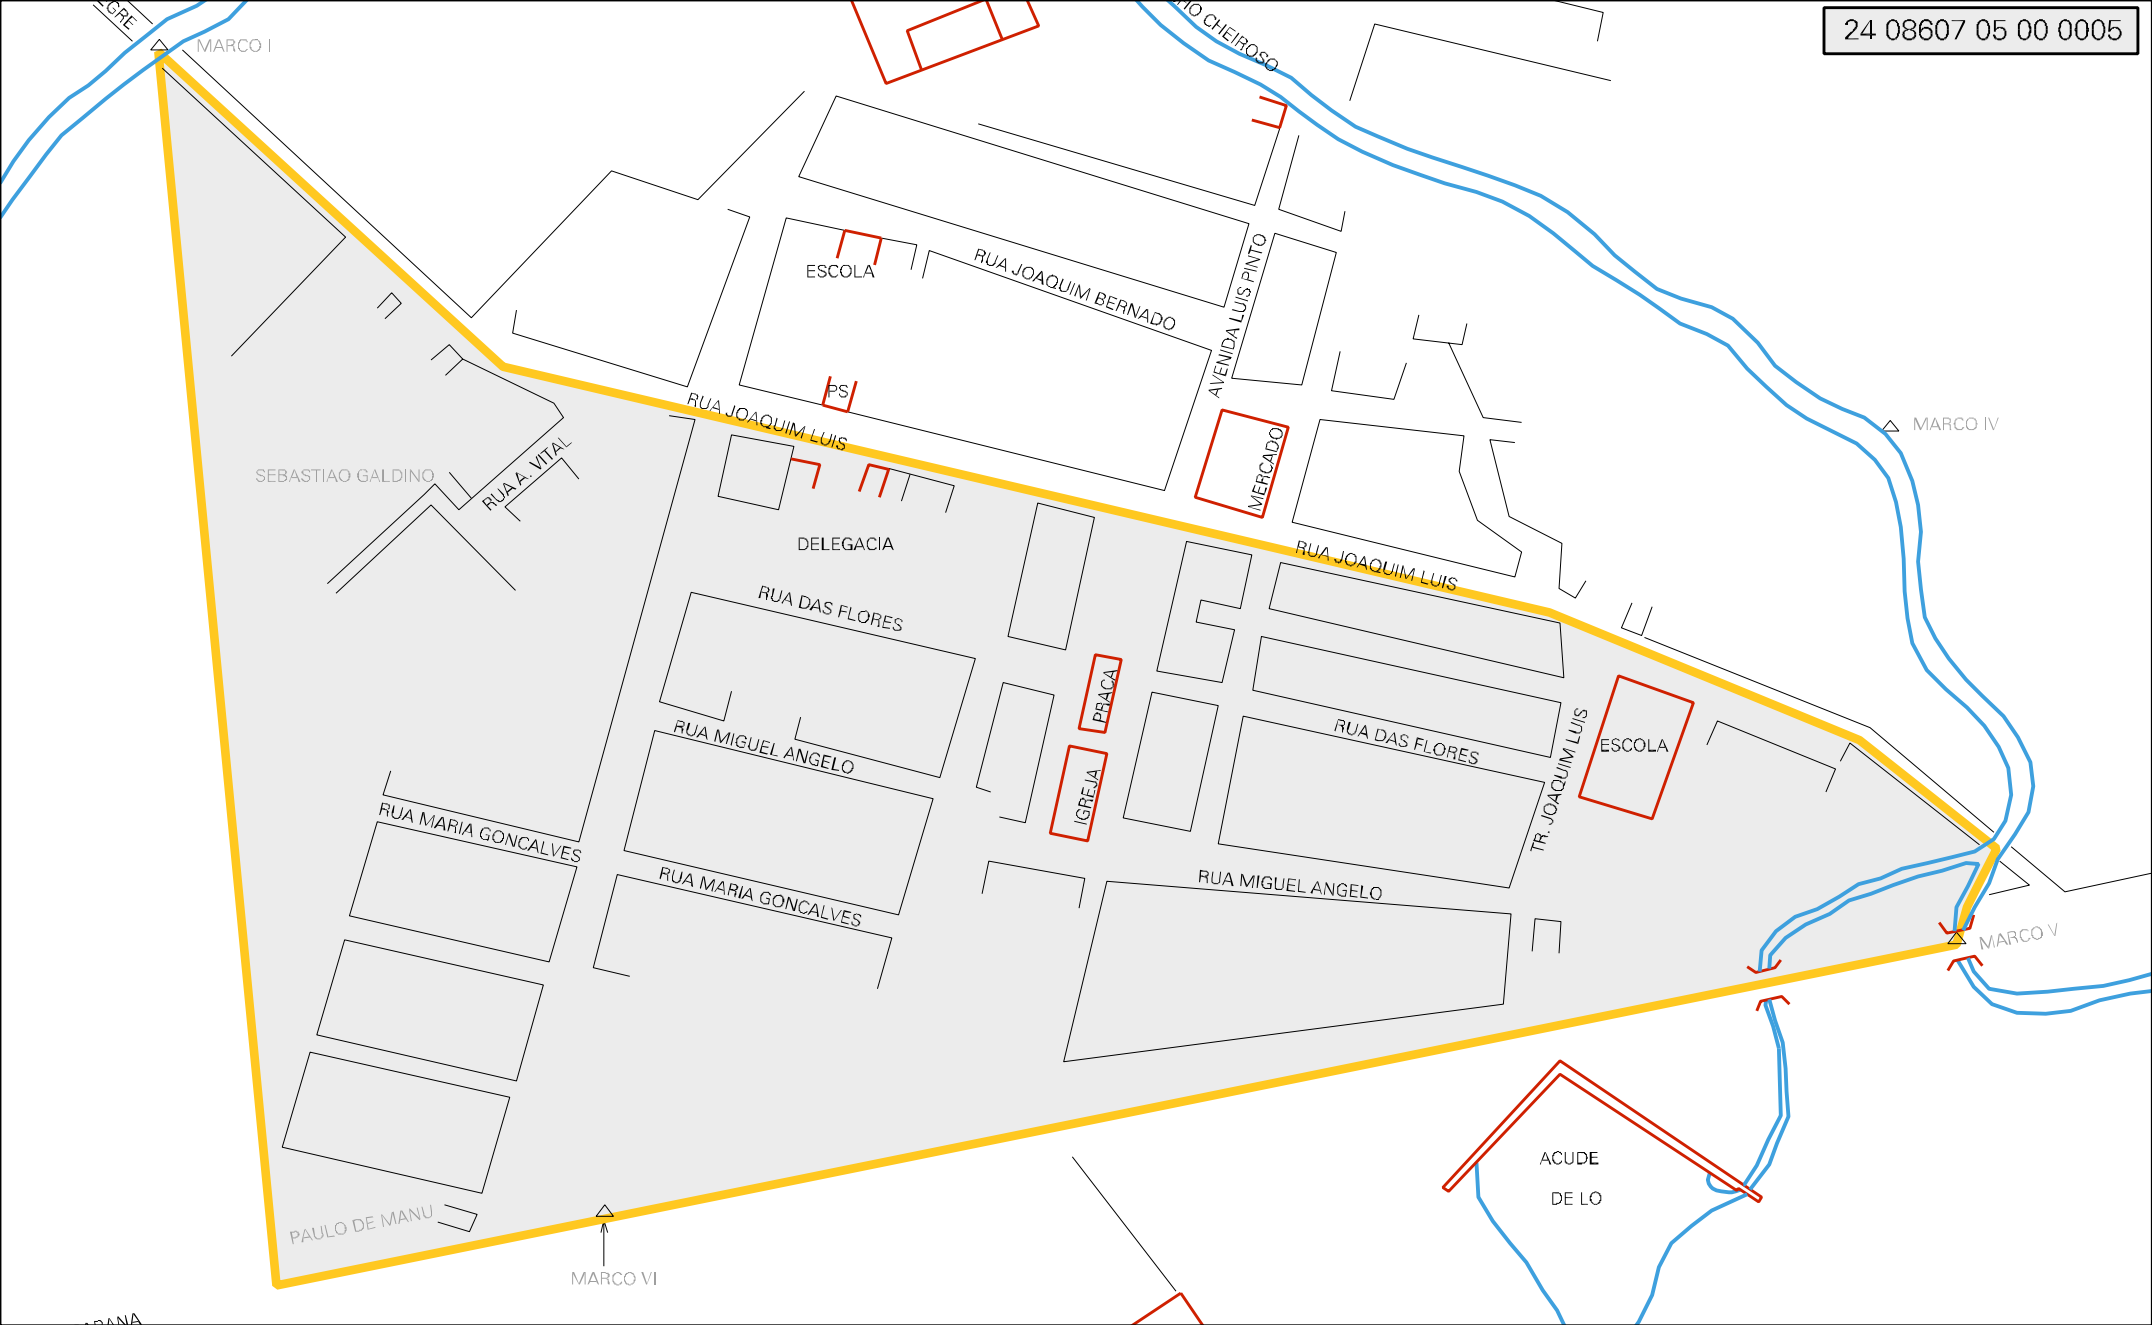 EGRE
MARCO I
HO CHEIROSO
24 08607 05 00 0005
ESCOLA
RUA JOAQUIM BERNADO
AVENIDA LUIS PINTO
PS
RUA JOAQUIM LUIS
MARCO IV
MERCADO
SEBASTIAO GALDINO
RUA A. VITAL
DELEGACIA
RUA JOAQUIM LUIS
RUA DAS FLORES
PRACA
RUA MIGUEL ANGELO
RUA DAS FLORES
TR. JOAQUIM LUIS
ESCOLA
IGREJA
RUA MARIA GONCALVES
RUA MARIA GONCALVES
RUA MIGUEL ANGELO
MARCO V
ACUDE
DE LO
PAULO DE MANU
MARCO VI